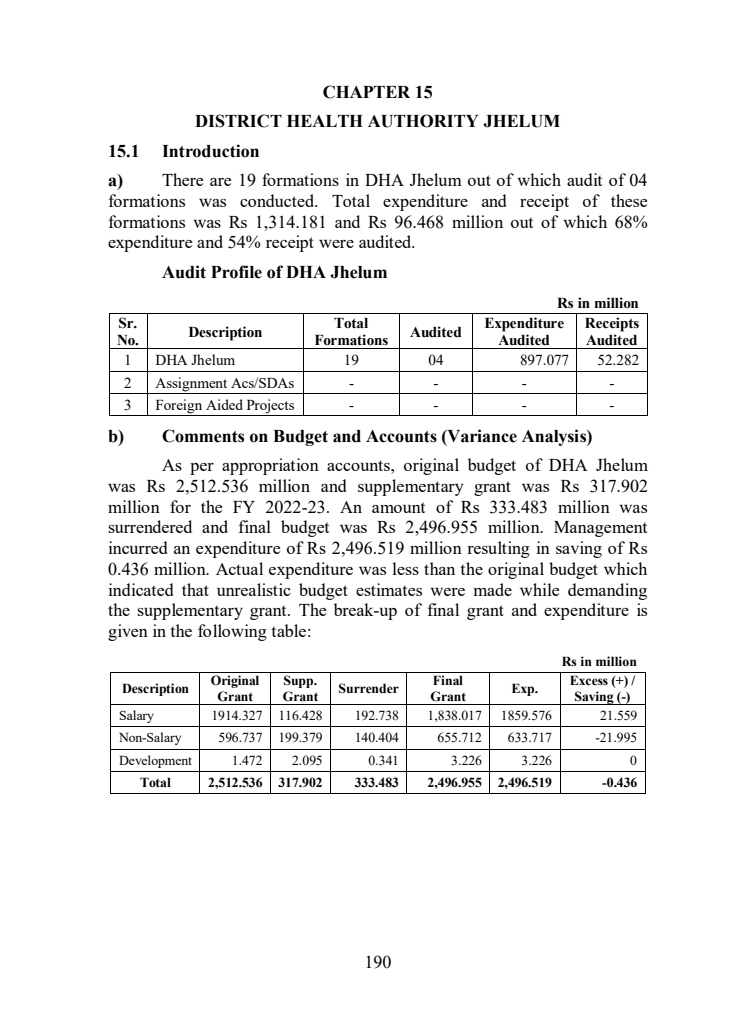 CHAPTER 15
DISTRICT HEALTH AUTHORITY JHELUM
15.1 Introduction
a) There are 19 formations in DHA Jhelum out of which audit of 04
formations was conducted. Total expenditure and receipt of these
formations was Rs 1,314.181 and Rs 96.468 million out of which 68%
expenditure and 54% receipt were audited.
Audit Profile of DHA Jhelum
Rs in million
Sr. No. Description Total Formations Audited Expenditure Audited Receipts Audited
1 DHA Jhelum 19 04 897.077 52.282
2 Assignment Acs/SDAs - - - -
3 Foreign Aided Projects - - - -
b) Comments on Budget and Accounts (Variance Analysis)
As per appropriation accounts, original budget of DHA Jhelum
was Rs 2,512.536 million and supplementary grant was Rs 317.902
million for the FY 2022-23. An amount of Rs 333.483 million was
surrendered and final budget was Rs 2,496.955 million. Management
incurred an expenditure of Rs 2,496.519 million resulting in saving of Rs
0.436 million. Actual expenditure was less than the original budget which
indicated that unrealistic budget estimates were made while demanding
the supplementary grant. The break-up of final grant and expenditure is
given in the following table:
Rs in million
Description Original Grant Supp. Grant Surrender Final Grant Exp. Excess (+) / Saving (-)
Salary 1914.327 116.428 192.738 1,838.017 1859.576 21.559
Non-Salary 596.737 199.379 140.404 655.712 633.717 -21.995
Development 1.472 2.095 0.341 3.226 3.226 0
Total 2,512.536 317.902 333.483 2,496.955 2,496.519 -0.436
190